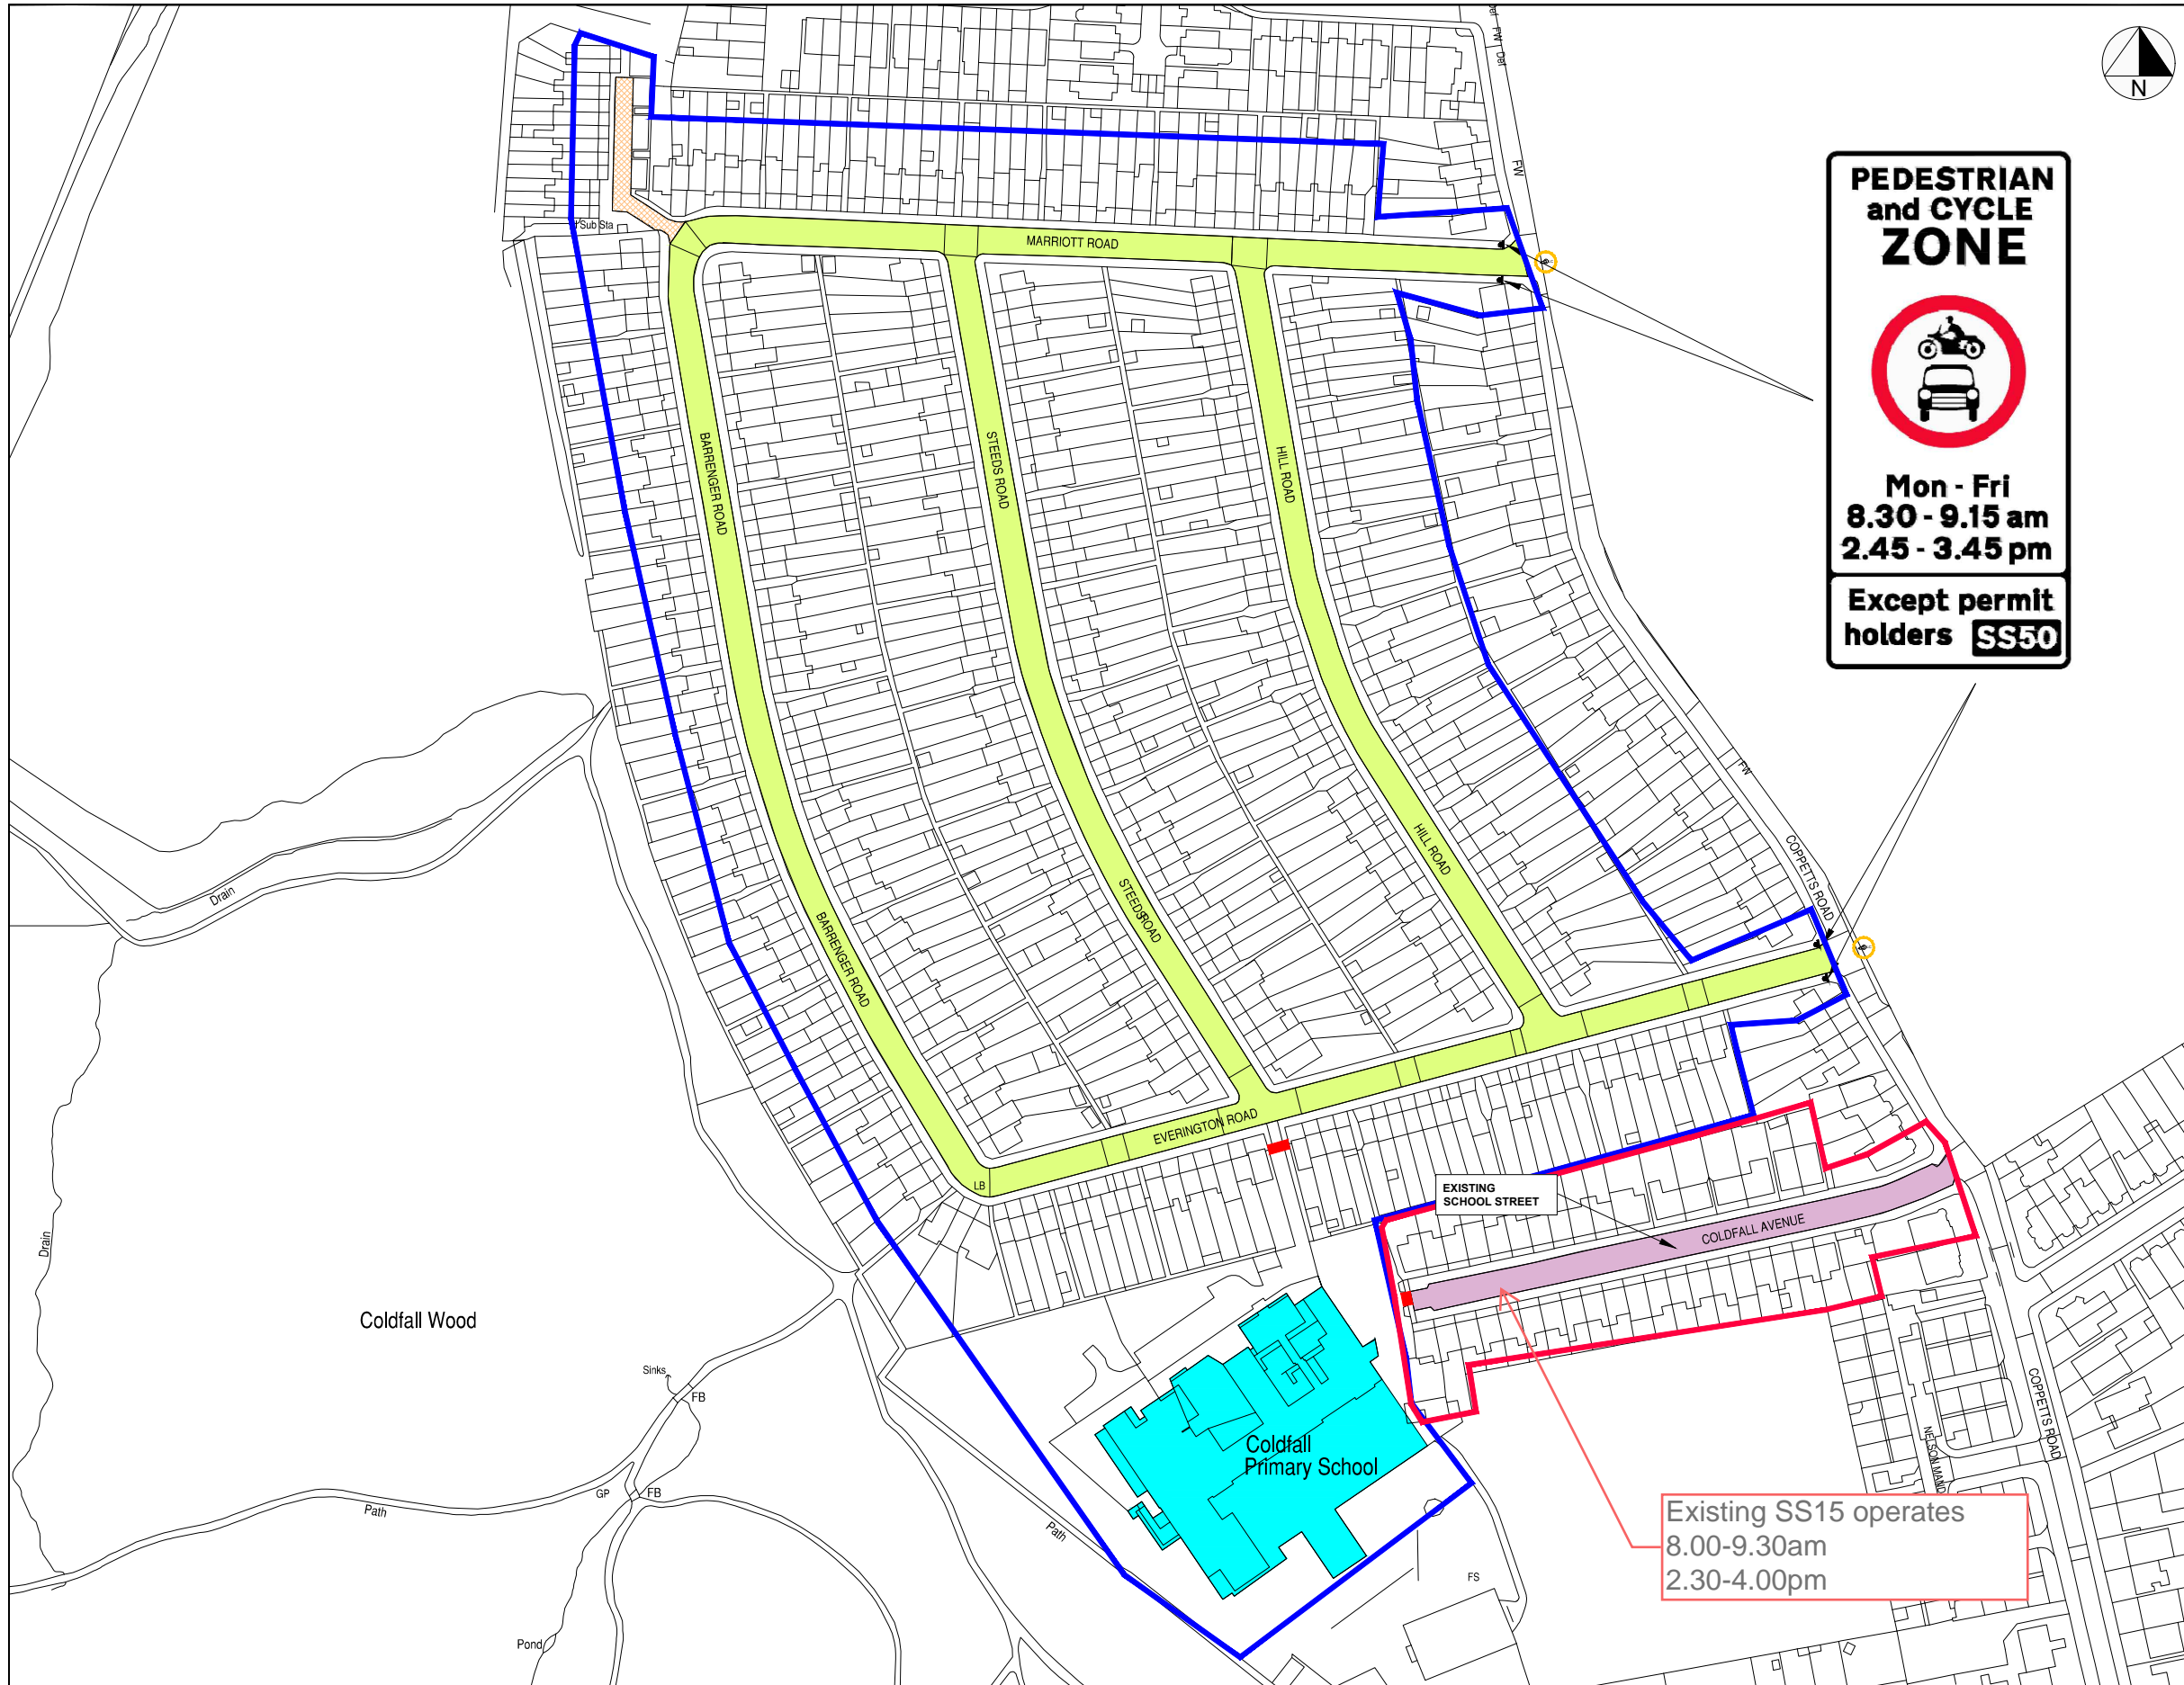 Def
FW
Def
N
FW
PEDESTRIAN
and CYCLE
ZONE
Mon - Fri
8.30 - 9.15 am
2.45 - 3.45 pm
Except permit
holders SS50
Sub Sta
MARRIOTT ROAD
BARRENGER ROAD
STEEDS ROAD
HILL ROAD
FW
COPPETTS ROAD
HILL ROAD
STEEDS ROAD
BARRENGER ROAD
Drain
EVERINGTON ROAD
LB
EXISTING
SCHOOL STREET
COLDFALL AVENUE
Drain
Coldfall Wood
Sinks
FB
Coldfall
Primary School
COPPETTS ROAD
GP
FB
Path
Path
FS
Pond
Existing SS15 operates
8.00-9.30am
2.30-4.00pm